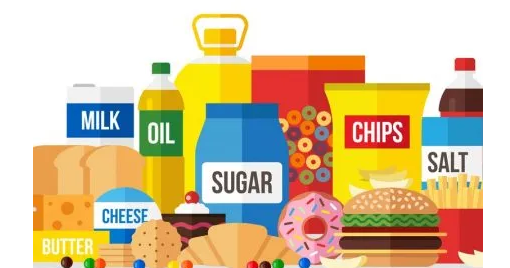 MILK
OIL
CHIPS
SUGAR
SALT
CHEESE
BUTTER